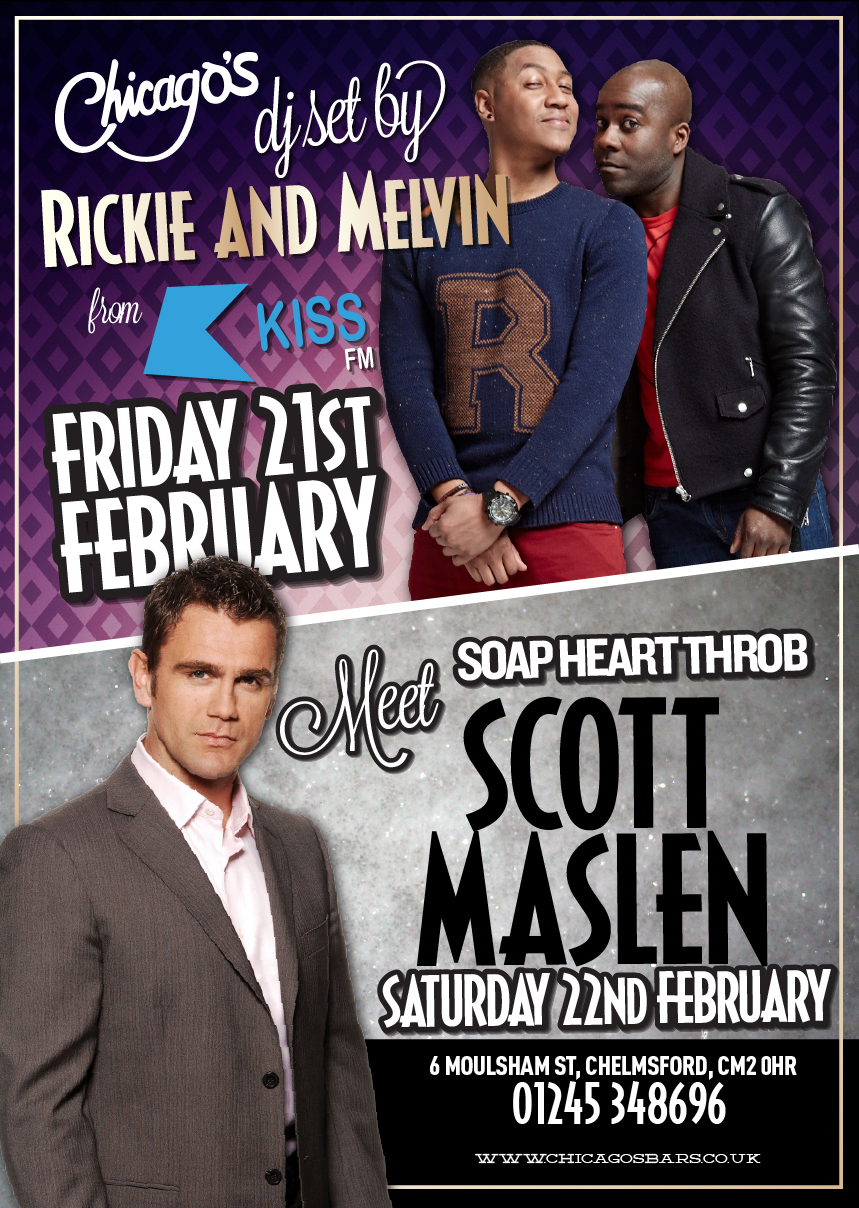 Chicago's
dj set by
RICKIE AND MELVIN
from
KISS
FM
R
FRIDAY 21ST
FEBRUARY
Meet
SOAP HEART THROB
SCOTT
MASLEN
SATURDAY 22ND FEBRUARY
6 MOULSHAM ST, CHELMSFORD, CM2 0HR
01245 348696
WWW.CHICAGOSBARS.CO.UK